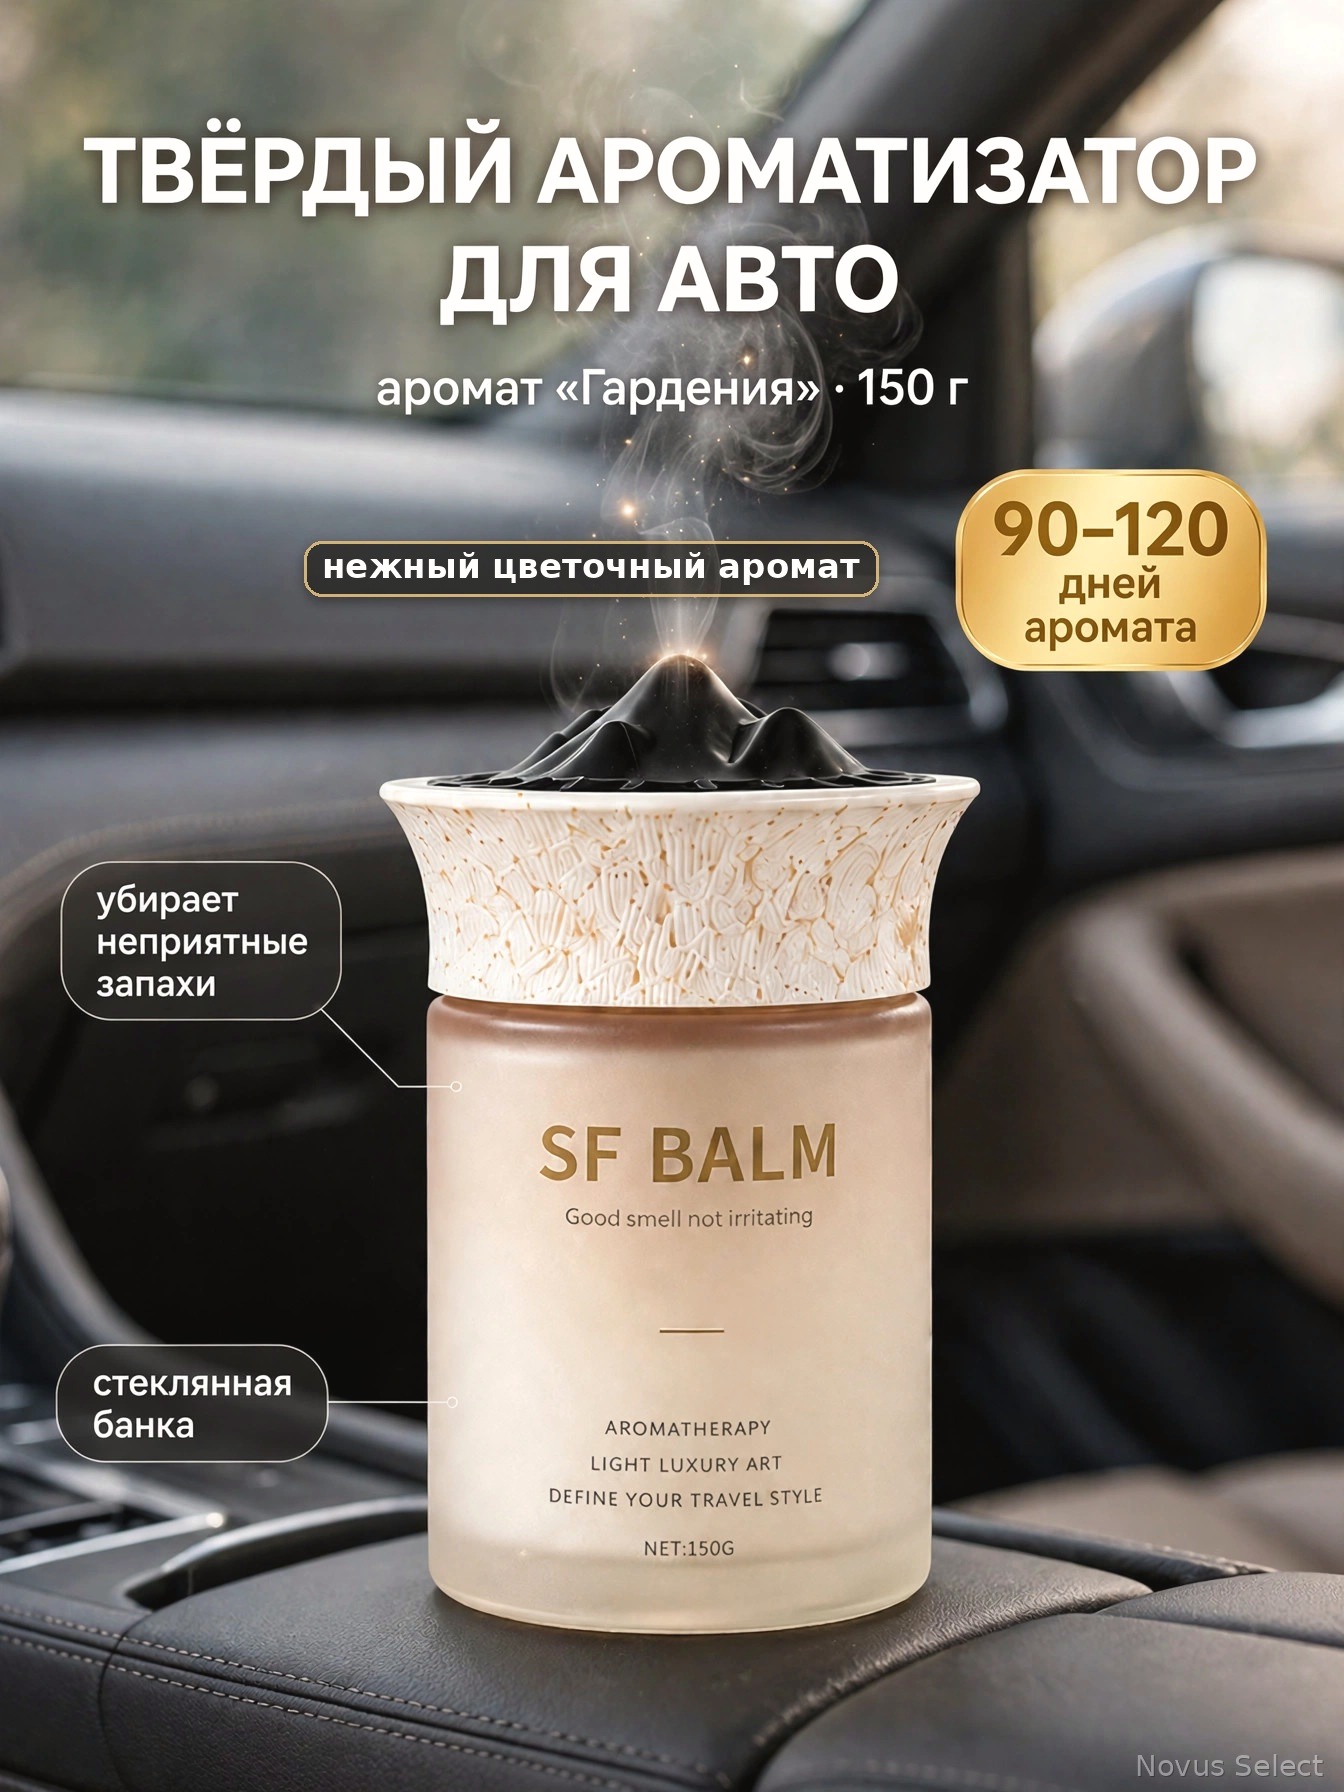 ТВЁРДЫЙ АРОМАТИЗАТОР
ДЛЯ АВТО
аромат «Гардения» · 150 г
90–120
дней
аромата
нежный цветочный аромат
убирает
неприятные
запахи
SF BALM
Good smell not irritating
стеклянная
банка
AROMATHERAPY
LIGHT LUXURY ART
DEFINE YOUR TRAVEL STYLE
NET:150G
Novus Select